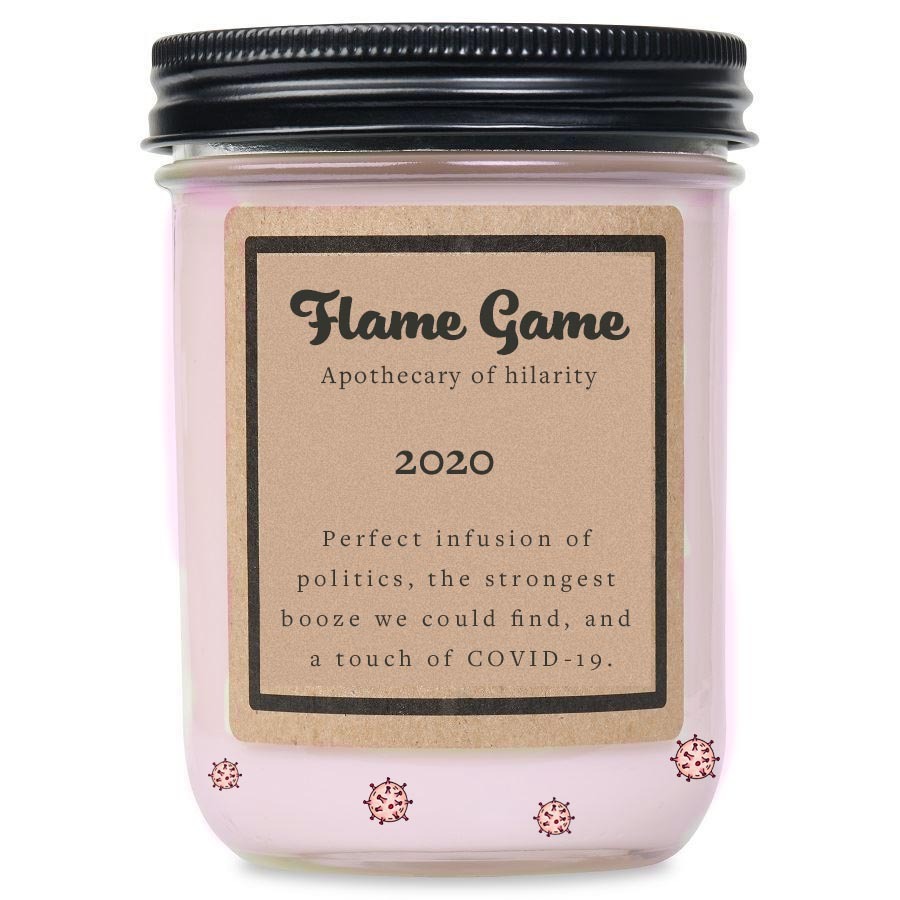 Flame Game
Apothecary of hilarity
2020
Perfect infusion of
politics, the strongest
booze we could find, and
a touch of COVID-19.